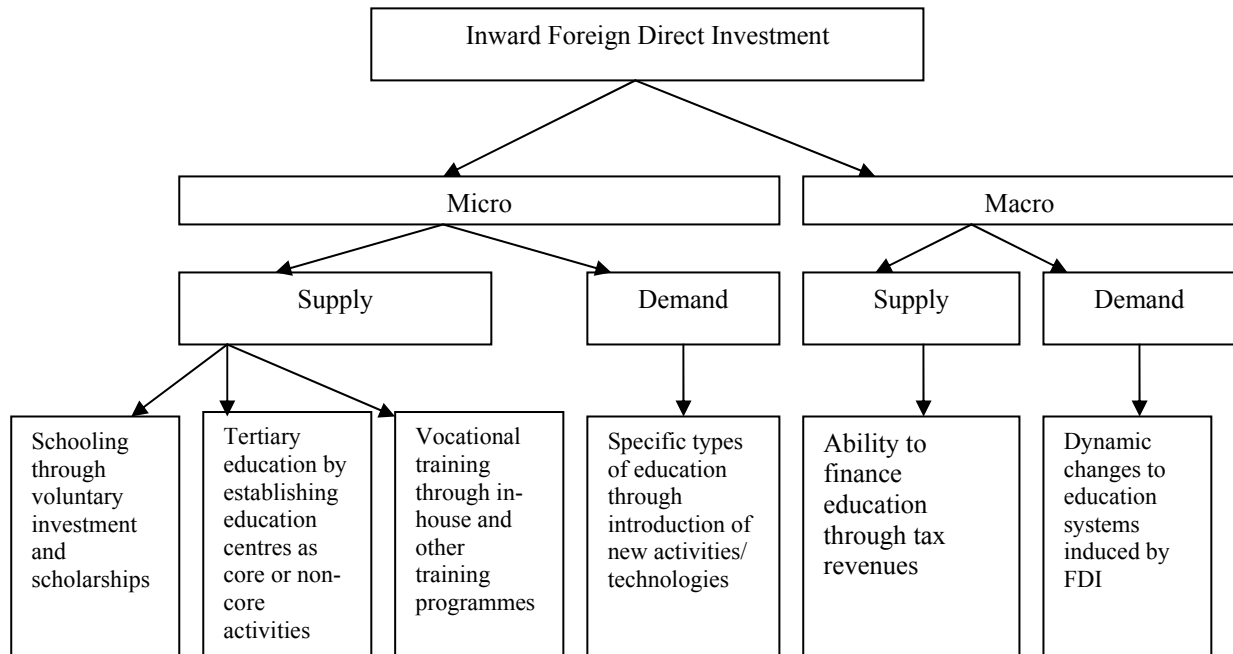 Inward Foreign Direct Investment
Micro
Macro
Supply
Demand
Supply
Demand
Schooling
through
voluntary
investment
and
scholarships
Tertiary
education by
establishing
education
centres as
core or non-
core
activities
Vocational
training
through in-
house and
other
training
programmes
Specific types
of education
through
introduction of
new activities/
technologies
Ability to
finance
education
through tax
revenues
Dynamic
changes to
education
systems
induced by
FDI